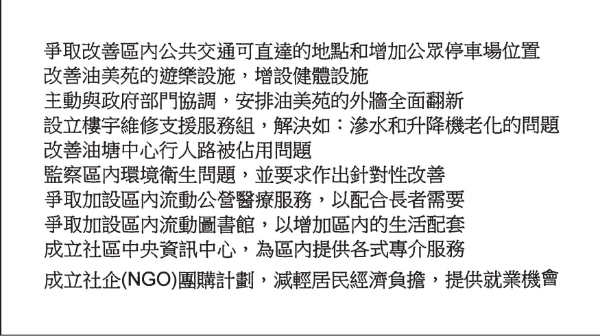 爭取改善區內公共交通可直達的地點和增加公眾停車場位置
改善油美苑的遊樂設施，增設健體設施
主動與政府部門協調，安排油美苑的外牆全面翻新
設立樓宇維修支援服務組，解決如：滲水和升降機老化的問題
改善油塘中心行人路被佔用問題
監察區內環境衛生問題，並要求作出針對性改善
爭取加設區內流動公營醫療服務，以配合長者需要
爭取加設區內流動圖書館，以增加區內的生活配套
成立社區中央資訊中心，為區內提供各式專介服務
成立社企(NGO)團購計劃，減輕居民經濟負擔，提供就業機會